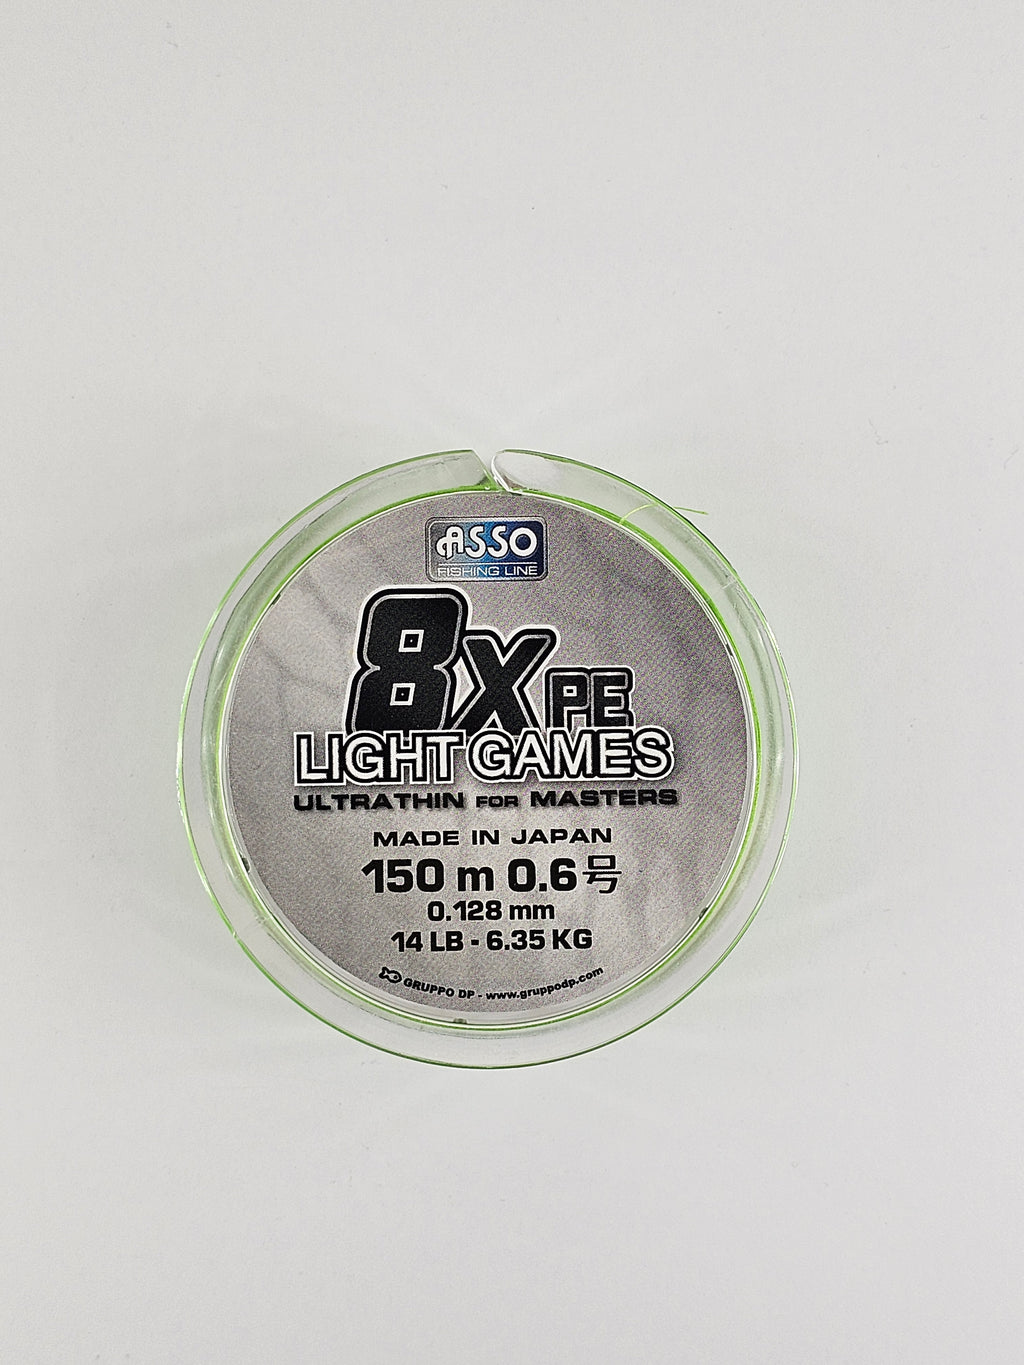 ASSO
FISHING LINE
8X PE
LIGHT GAMES
ULTRATHIN FOR MASTERS
MADE IN JAPAN
150 m 0.6号
0.128 mm
14 LB - 6.35 KG
GRUPPO DP - www.gruppodp.com